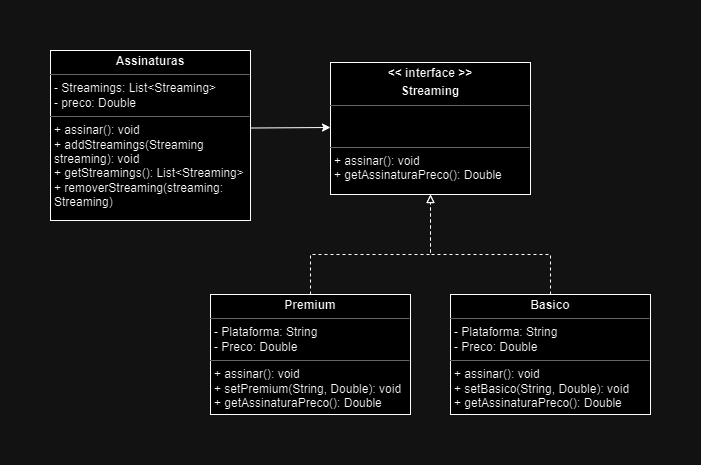 Assinaturas
- Streamings: List<Streaming>
- preco: Double
+ assinar(): void
+ addStreamings(Streaming
streaming): void
+ getStreamings(): List<Streaming>
+ removerStreaming(streaming:
Streaming)
<< interface >>
Streaming
+ assinar(): void
+ getAssinaturaPreco(): Double
Premium
- Plataforma: String
- Preco: Double
+ assinar(): void
+ setPremium(String, Double): void
+ getAssinaturaPreco(): Double
Basico
- Plataforma: String
- Preco: Double
+ assinar(): void
+ setBasico(String, Double): void
+ getAssinaturaPreco(): Double